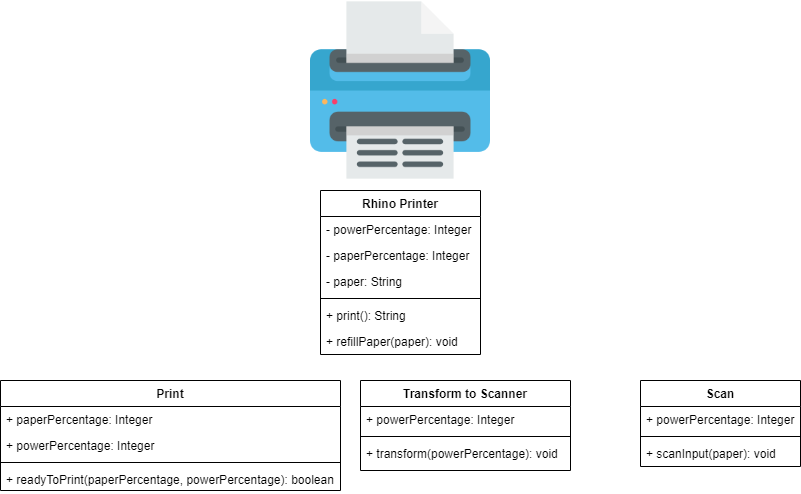 Rhino Printer
- powerPercentage: Integer
- paperPercentage: Integer
- paper: String
+ print(): String
+ refillPaper(paper): void
Print
+ paperPercentage: Integer
+ powerPercentage: Integer
+ readyToPrint(paperPercentage, powerPercentage): boolean
Transform to Scanner
+ powerPercentage: Integer
+ transform(powerPercentage): void
Scan
+ powerPercentage: Integer
+ scanInput(paper): void